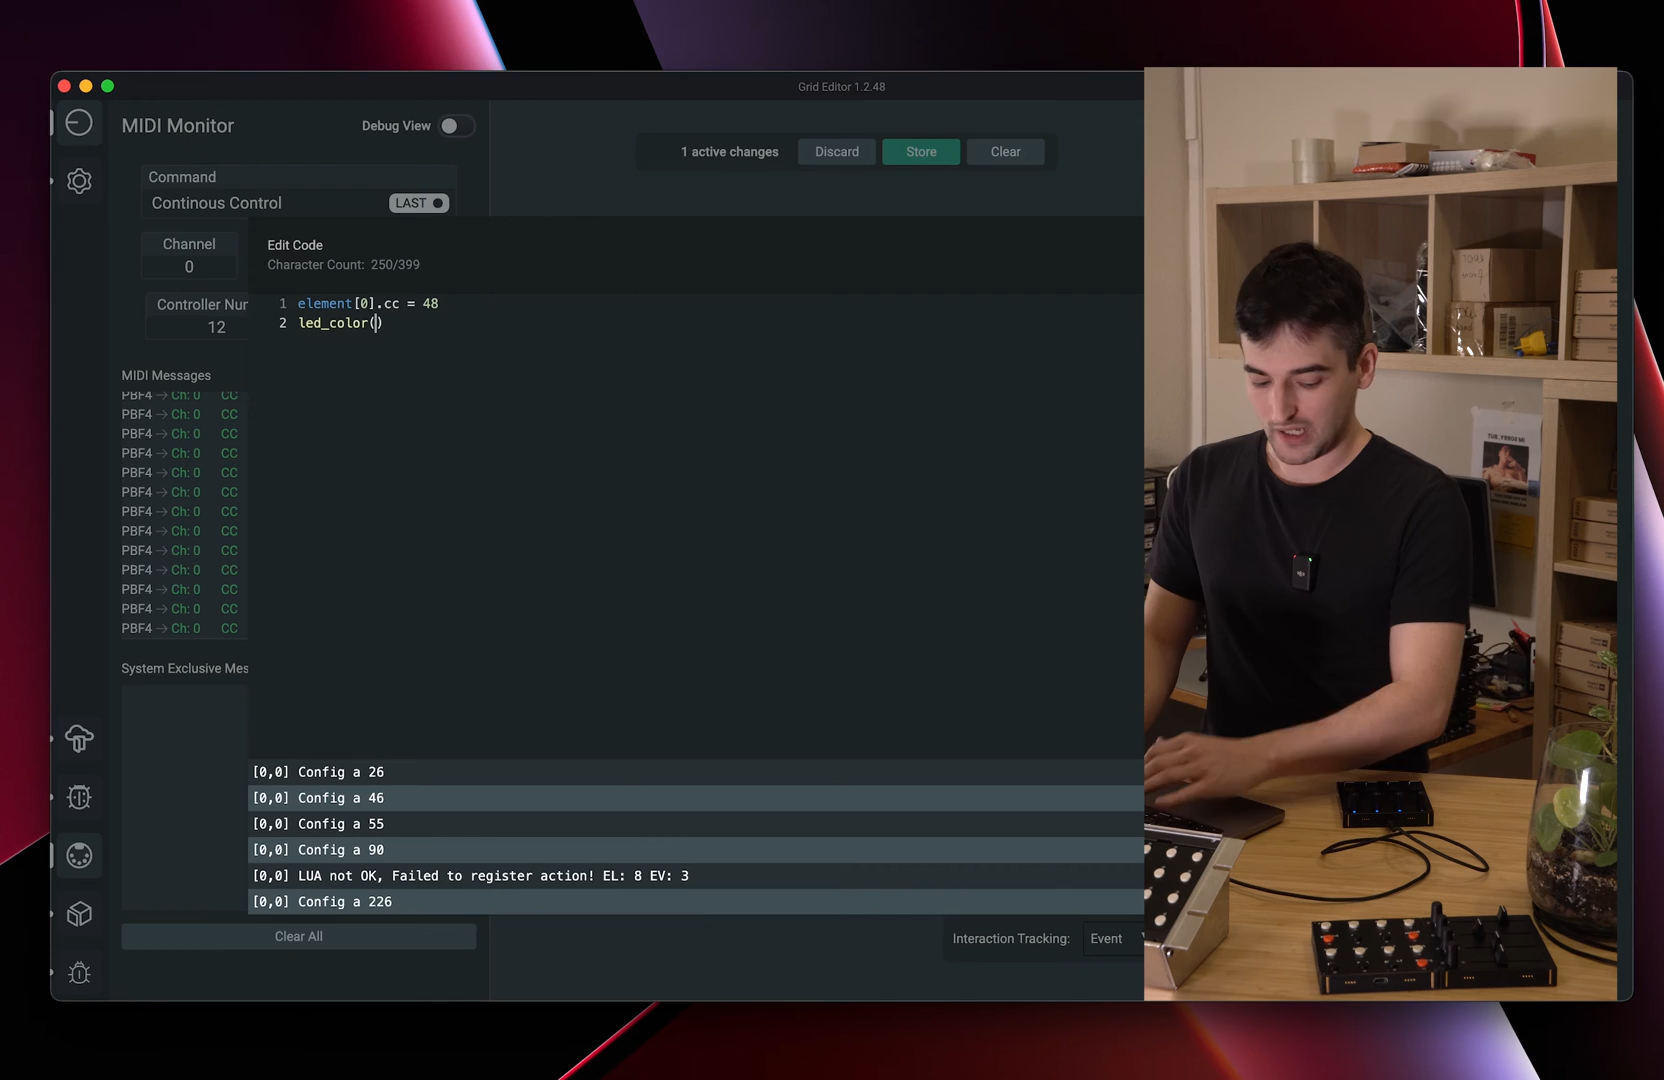 Grid Editor 1.2.48
MIDI Monitor
Debug View
1 active changes
Discard
Store
Clear
Command
Continous Control
LAST
Channel
0
Controller Nur
12
Edit Code
Character Count: 250/399
1 element[0].cc = 48
2 led_color()
MIDI Messages
PBF4 → Ch: 0 CC
PBF4 → Ch: 0 CC
PBF4 → Ch: 0 CC
PBF4 → Ch: 0 CC
PBF4 → Ch: 0 CC
PBF4 → Ch: 0 CC
PBF4 → Ch: 0 CC
PBF4 → Ch: 0 CC
PBF4 → Ch: 0 CC
PBF4 → Ch: 0 CC
PBF4 → Ch: 0 CC
PBF4 → Ch: 0 CC
PBF4 → Ch: 0 CC
System Exclusive Mes
[0,0] Config a 26
[0,0] Config a 46
[0,0] Config a 55
[0,0] Config a 90
[0,0] LUA not OK, Failed to register action! EL: 8 EV: 3
[0,0] Config a 226
Clear All
Interaction Tracking:
Event